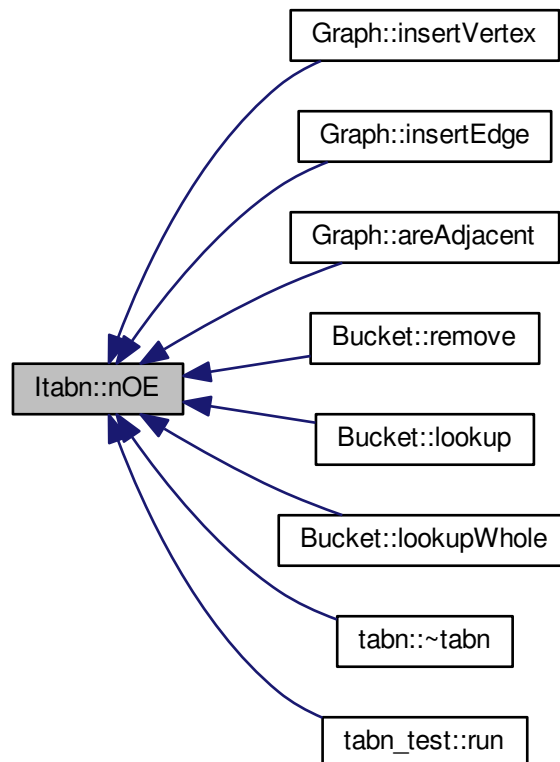 Graph::insertVertex
Graph::insertEdge
Graph::areAdjacent
Bucket::remove
Itabn::nOE
Bucket::lookup
Bucket::lookupWhole
tabn::~tabn
tabn_test::run